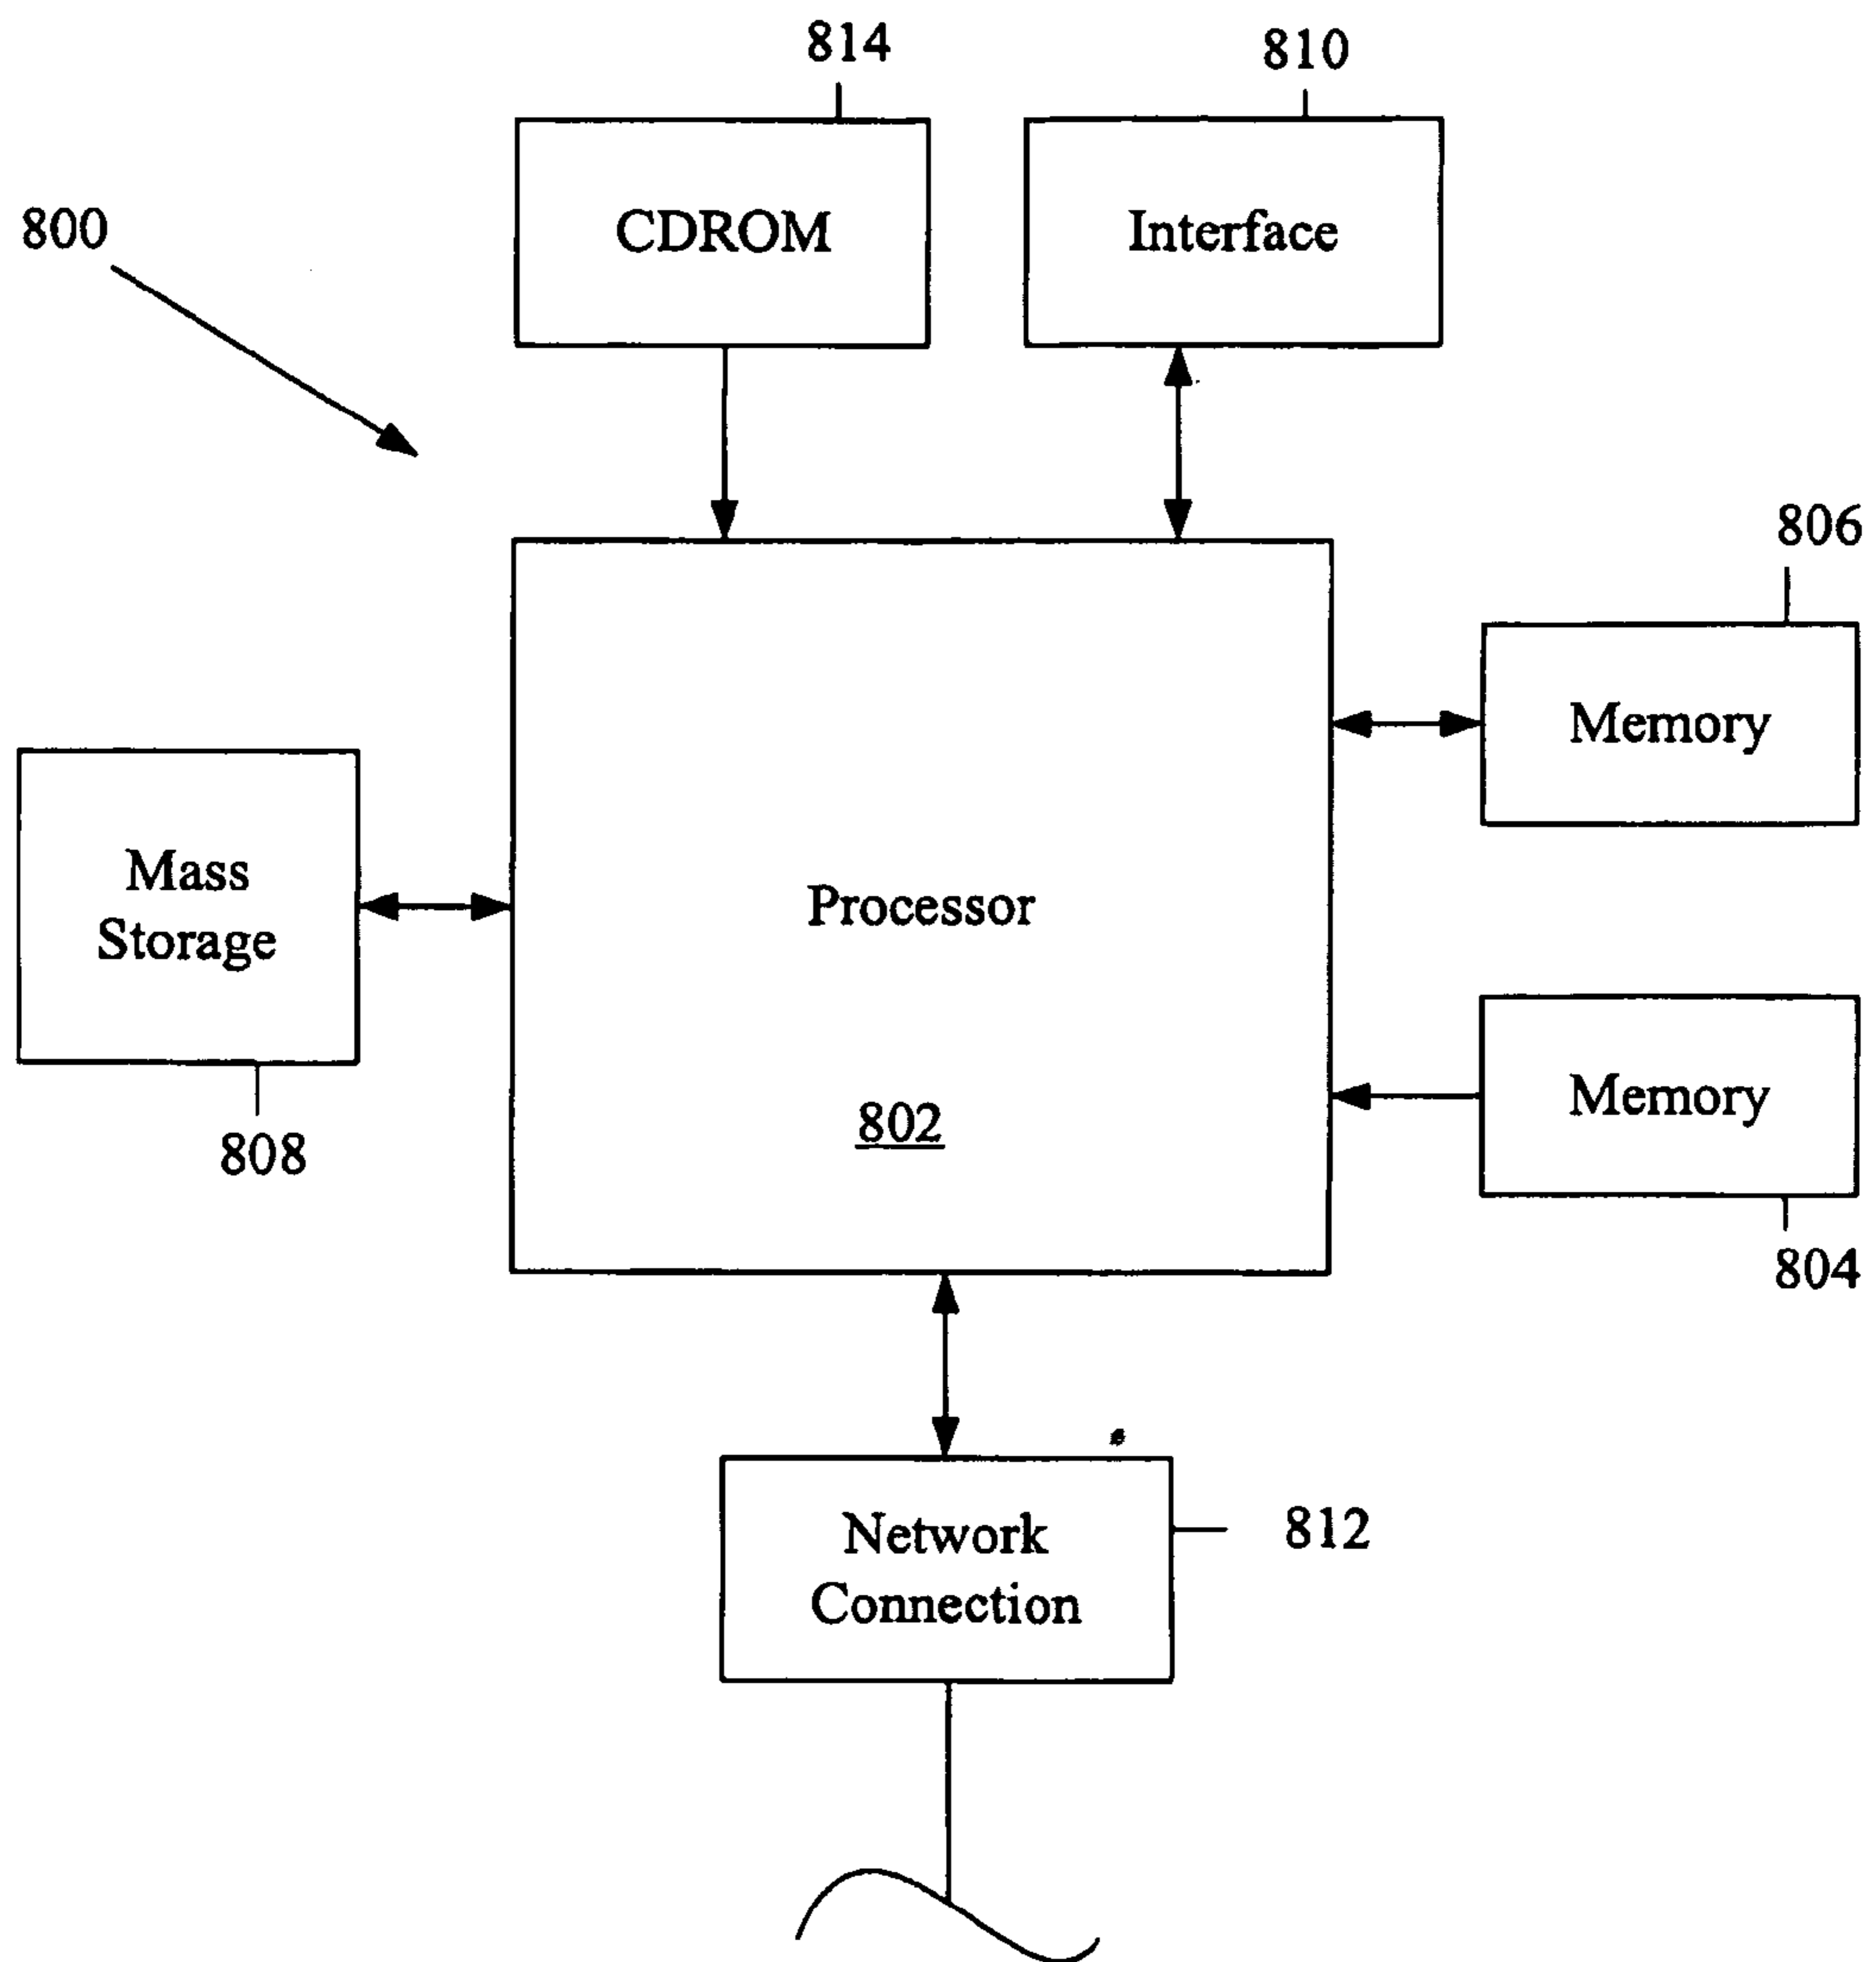 814
810
800
CDROM
Interface
806
Memory
Mass
Storage
Processor
Memory
802
808
804
Network
Connection
812